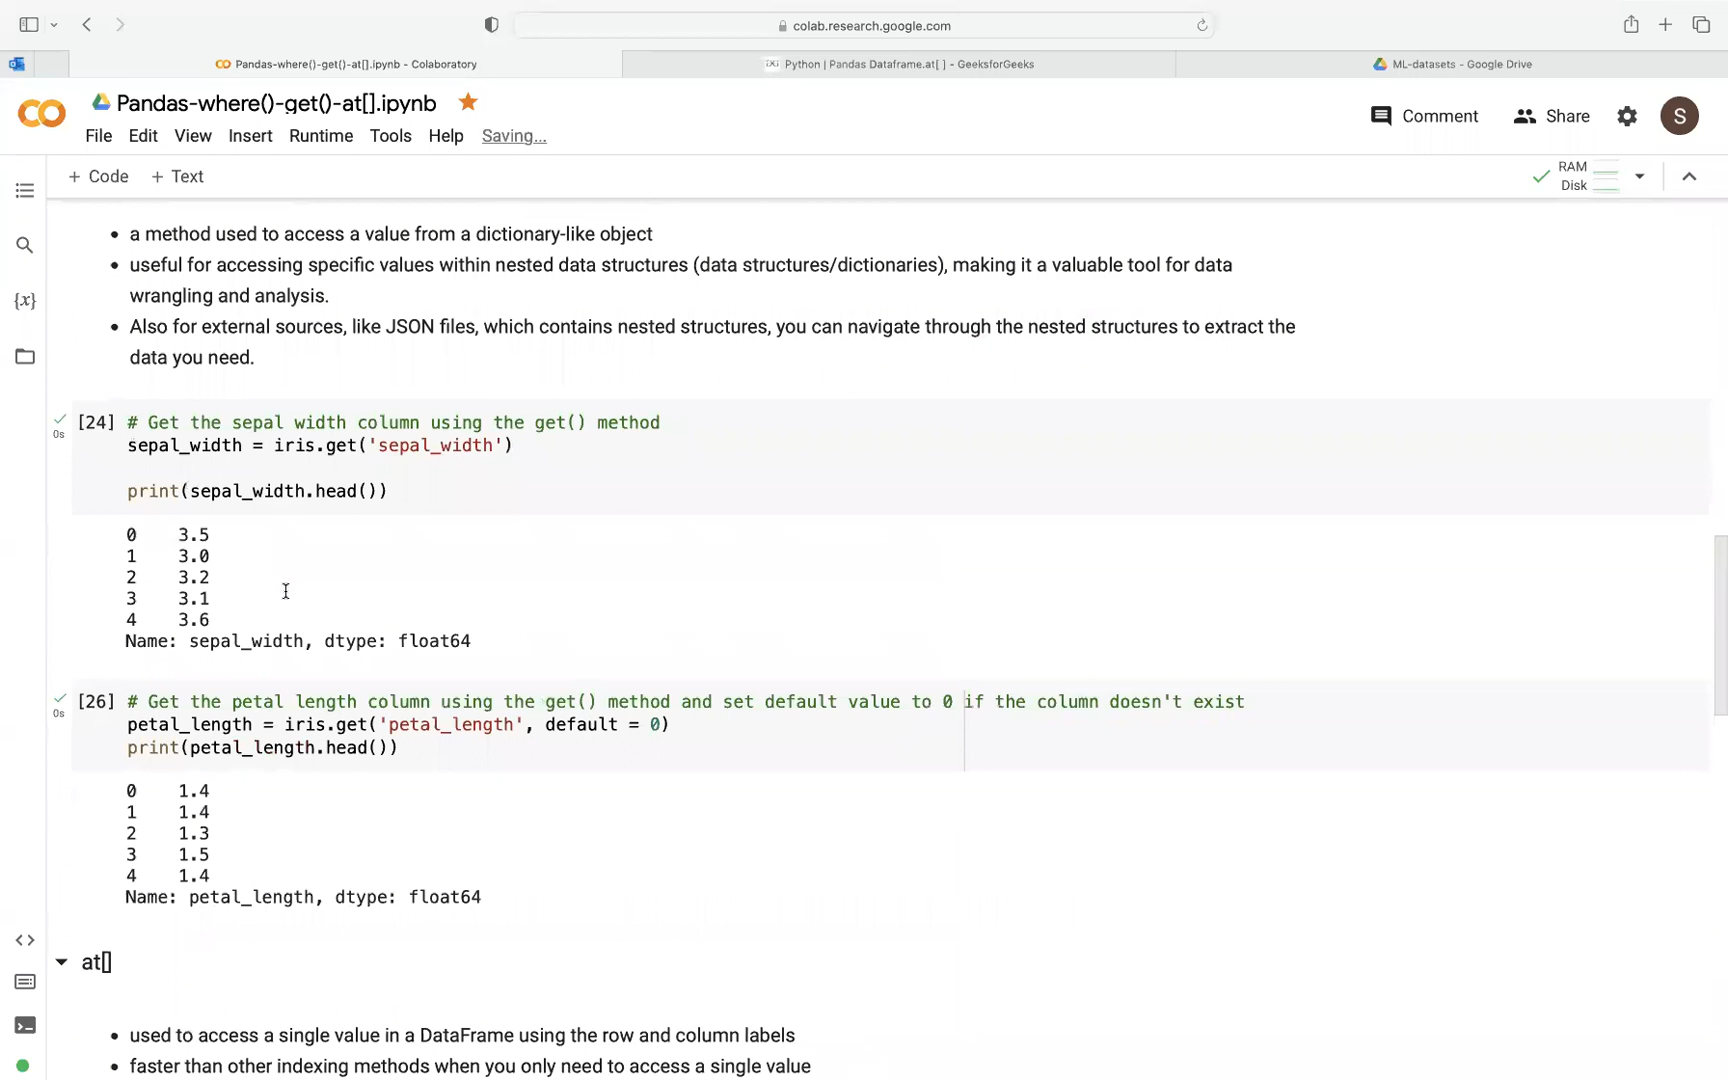 colab.research.google.com
Pandas-where()-get()-at[].ipynb - Colaboratory
Python | Pandas Dataframe.at[ ] - GeeksforGeeks
ML-datasets - Google Drive
Pandas-where()-get()-at[].ipynb
File Edit View Insert Runtime Tools Help Saving...
Comment Share S
+ Code + Text
RAM
Disk
• a method used to access a value from a dictionary-like object
• useful for accessing specific values within nested data structures (data structures/dictionaries), making it a valuable tool for data
wrangling and analysis.
• Also for external sources, like JSON files, which contains nested structures, you can navigate through the nested structures to extract the
data you need.
[24] # Get the sepal width column using the get() method
0s
sepal_width = iris.get('sepal_width')
print(sepal_width.head())
0 3.5
1 3.0
2 3.2
3 3.1
4 3.6
Name: sepal_width, dtype: float64
[26] # Get the petal length column using the get() method and set default value to 0 if the column doesn't exist
0s
petal_length = iris.get('petal_length', default = 0)
print(petal_length.head())
0 1.4
1 1.4
2 1.3
3 1.5
4 1.4
Name: petal_length, dtype: float64
at[]
• used to access a single value in a DataFrame using the row and column labels
• faster than other indexing methods when you only need to access a single value